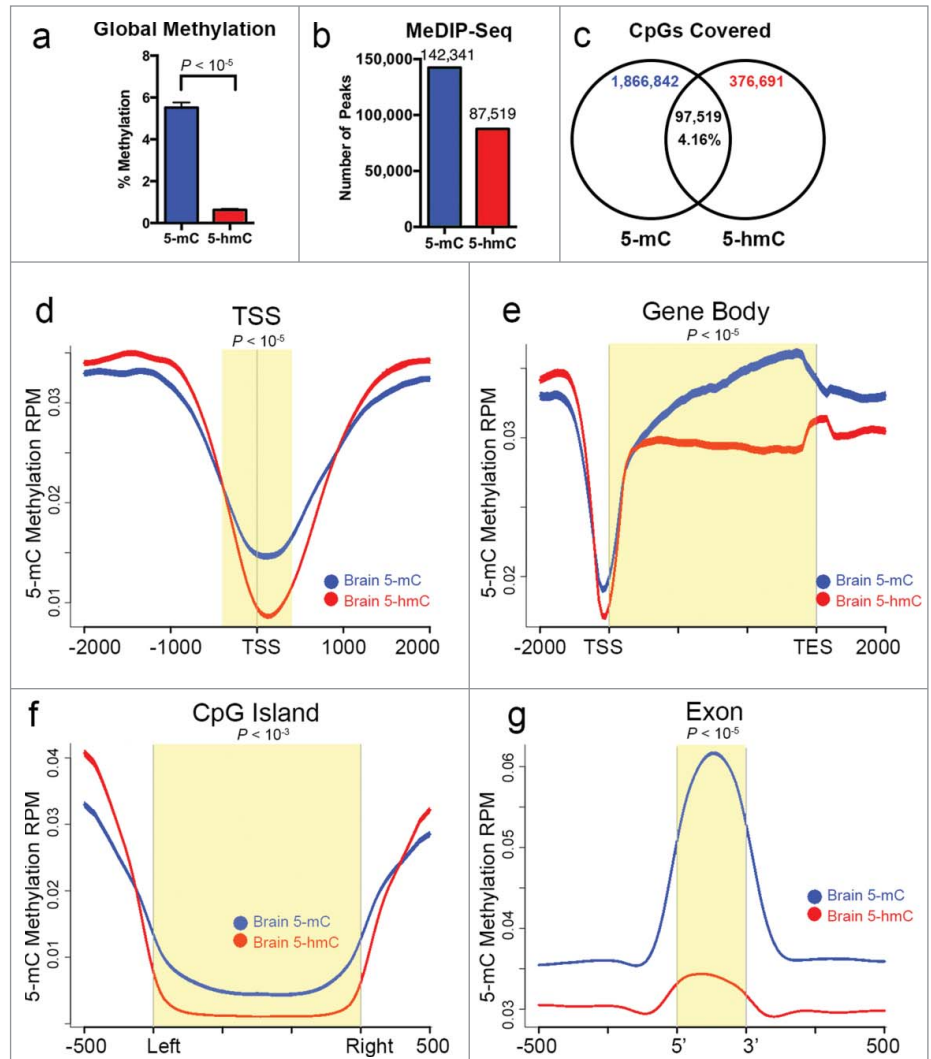 a
Global Methylation
P < 10-5
% Methylation
8
6
4
2
0
5-mC
5-hmC
b
MeDIP-Seq
Number of Peaks
150,000
100,000
50,000
0
142,341
87,519
5-mC
5-hmC
c
CpGs Covered
1,866,842
376,691
97,519
4.16%
5-mC
5-hmC
d
TSS
P < 10-5
5-mC Methylation RPM
0.03
0.02
0.01
Brain 5-mC
Brain 5-hmC
-2000
-1000
TSS
1000
2000
e
Gene Body
P < 10-5
5-mC Methylation RPM
0.03
0.02
Brain 5-mC
Brain 5-hmC
-2000
TSS
TES
2000
f
CpG Island
P < 10-3
5-mC Methylation RPM
0.04
0.03
0.02
0.01
Brain 5-mC
Brain 5-hmC
-500
Left
Right
500
g
Exon
P < 10-5
5-mC Methylation RPM
0.06
0.05
0.04
0.03
Brain 5-mC
Brain 5-hmC
-500
5'
3'
500